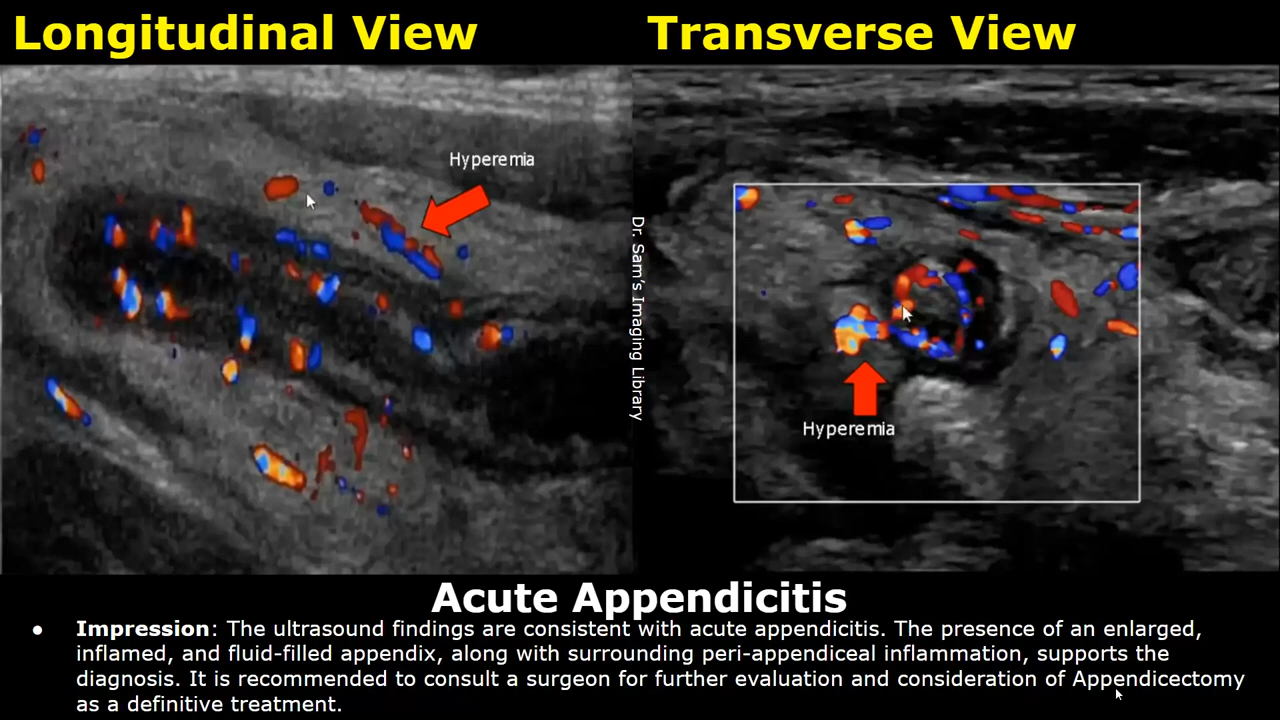 Longitudinal View
Transverse View
Hyperemia
Dr. Sam's Imaging Library
Hyperemia
Acute Appendicitis
● Impression: The ultrasound findings are consistent with acute appendicitis. The presence of an enlarged,
inflamed, and fluid-filled appendix, along with surrounding peri-appendiceal inflammation, supports the
diagnosis. It is recommended to consult a surgeon for further evaluation and consideration of Appendicectomy
as a definitive treatment.